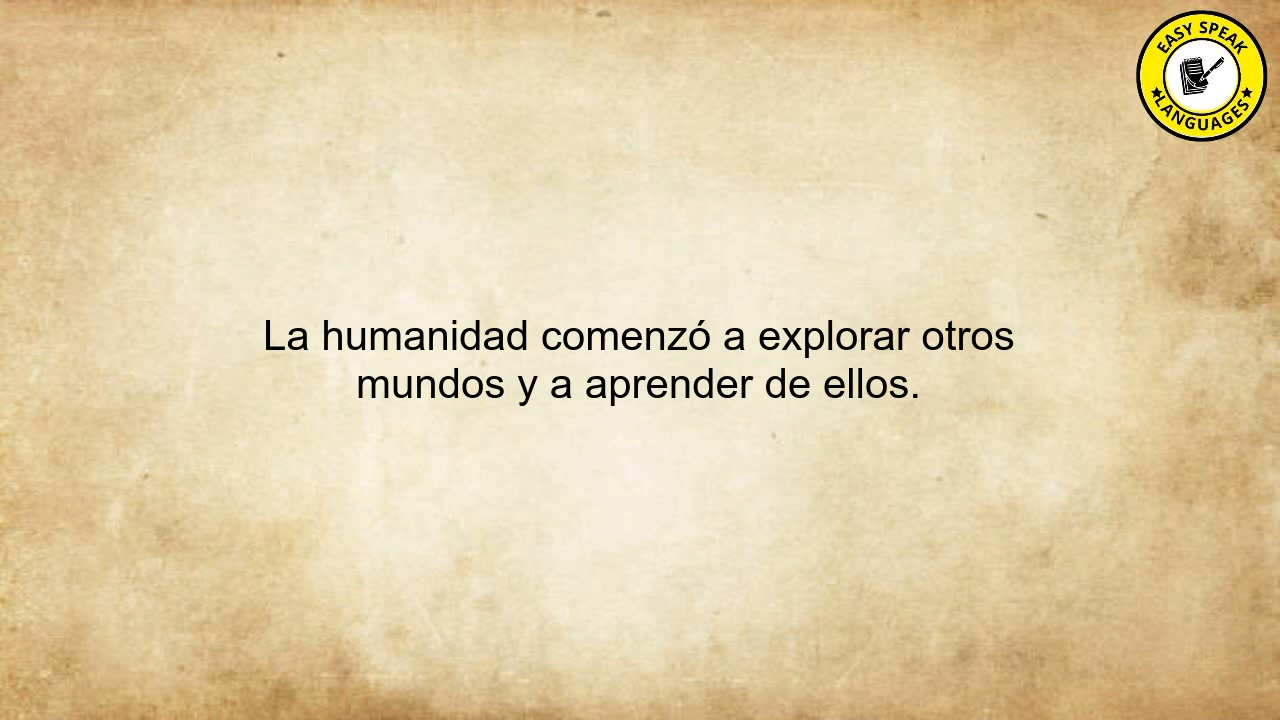 EASY SPEAK
LANGUAGES
La humanidad comenzó a explorar otros
mundos y a aprender de ellos.